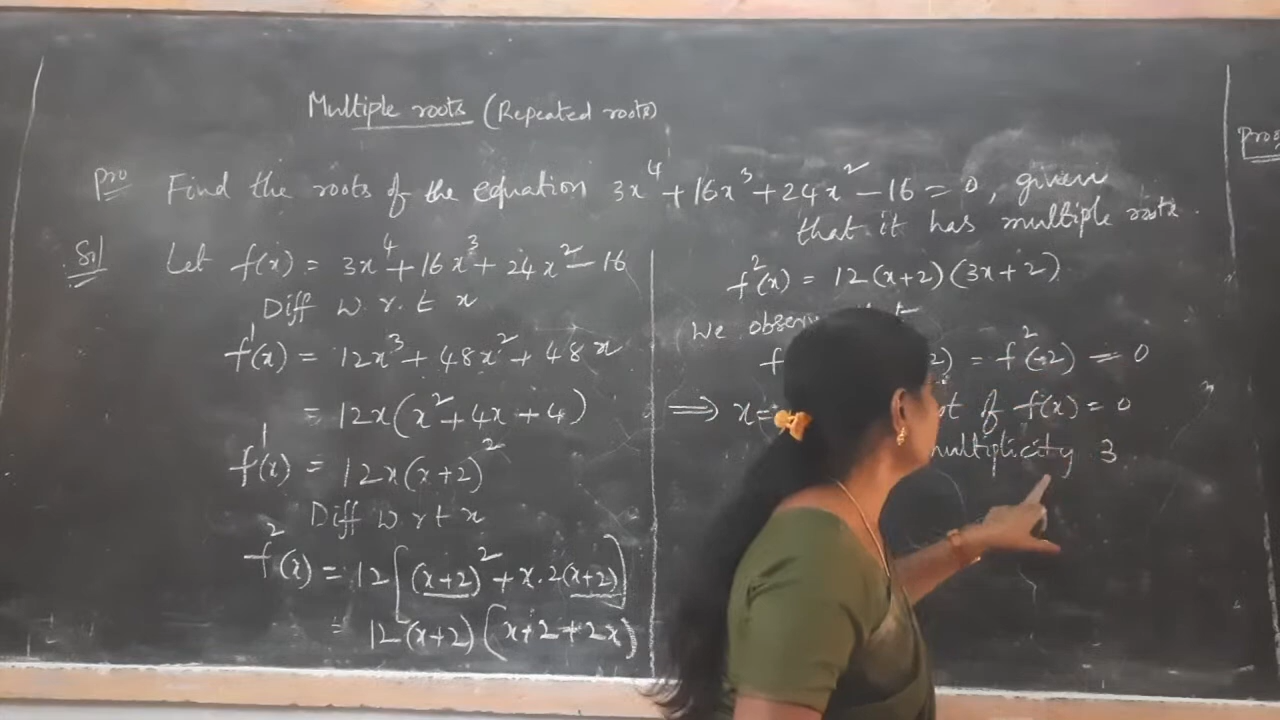 Multiple roots (Repeated roots)
Pro Find the roots of the equation 3x⁴ + 16x³ + 24x² − 16 = 0, given
that it has multiple roots.
Sol Let f(x) = 3x⁴ + 16x³ + 24x² − 16
Diff w.r.t x
f¹(x) = 12x³ + 48x² + 48x
= 12x(x² + 4x + 4)
f¹(x) = 12x(x+2)²
Diff w r t x
f²(x) = 12[(x+2)² + x.2(x+2)]
= 12(x+2)(x+2+2x)
f²(x) = 12(x+2)(3x+2)
We
f 2) = f²(-2) = 0
⟹ x= of f(x) = 0
multiplicity 3
Pro